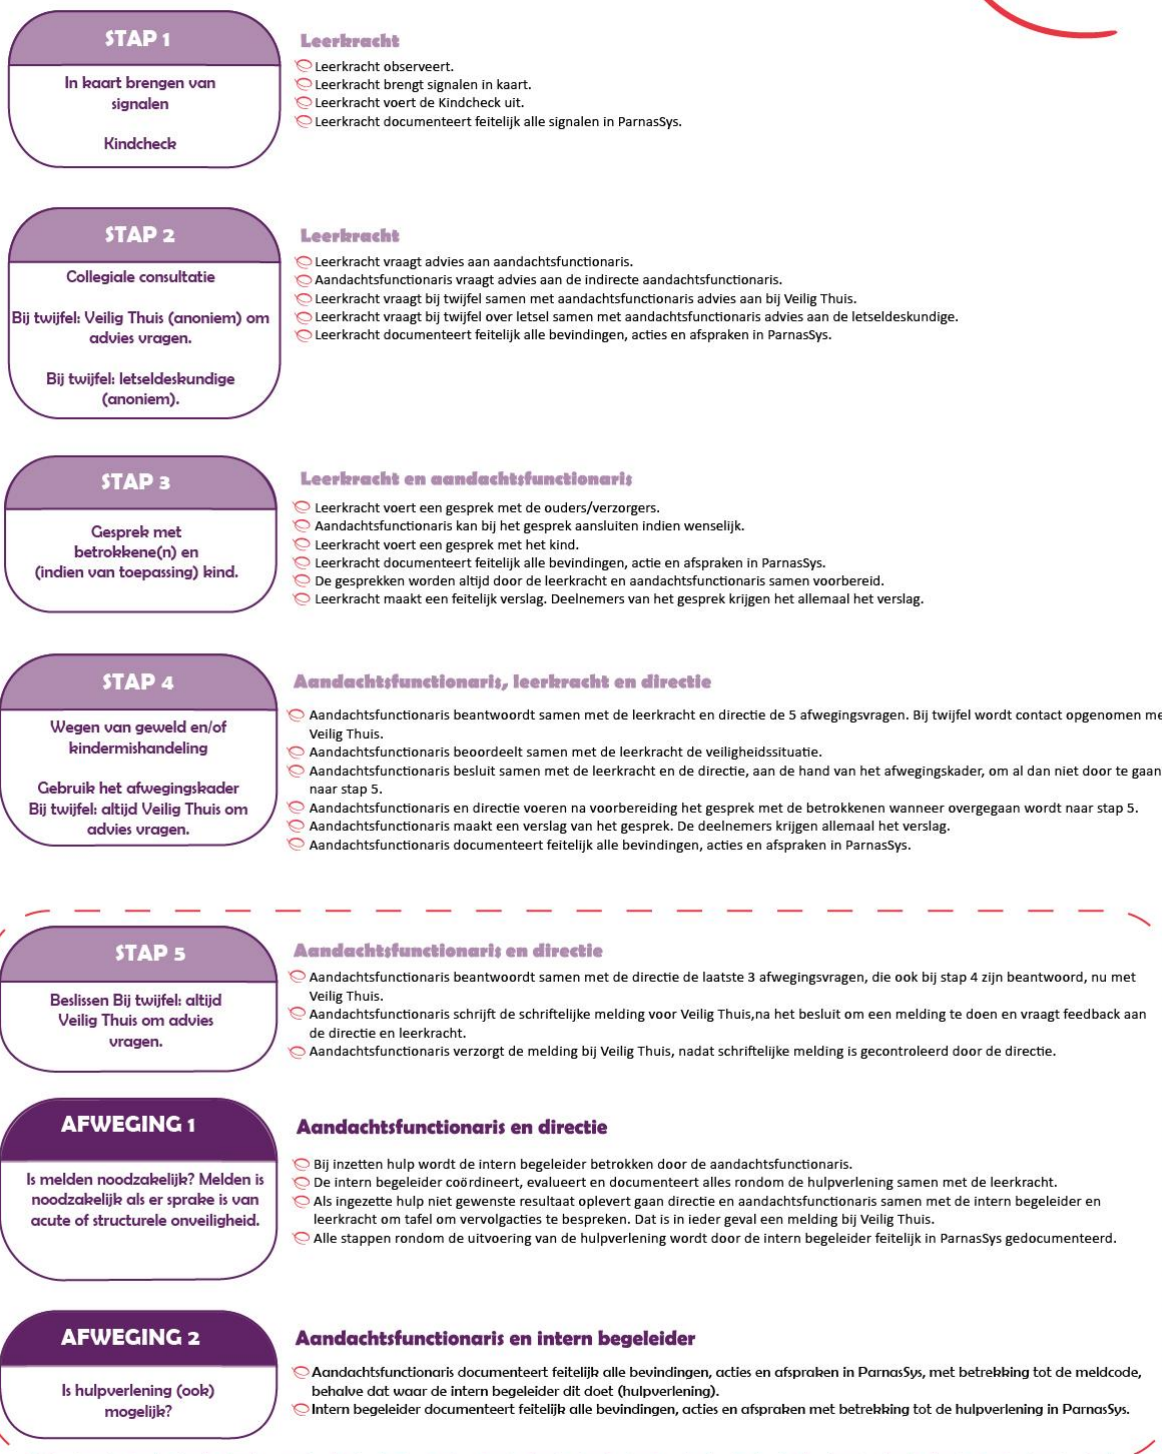 STAP 1
In kaart brengen van
signalen
Kindcheck
Leerkracht
Leerkracht observeert.
Leerkracht brengt signalen in kaart.
Leerkracht voert de Kindcheck uit.
Leerkracht documenteert feitelijk alle signalen in ParnasSys.
STAP 2
Collegiale consultatie
Bij twijfel: Veilig Thuis (anoniem) om
advies vragen.
Bij twijfel: letseldeskundige
(anoniem).
Leerkracht
Leerkracht vraagt advies aan aandachtsfunctionaris.
Aandachtsfunctionaris vraagt advies aan de indirecte aandachtsfunctionaris.
Leerkracht vraagt bij twijfel samen met aandachtsfunctionaris advies aan bij Veilig Thuis.
Leerkracht vraagt bij twijfel over letsel samen met aandachtsfunctionaris advies aan de letseldeskundige.
Leerkracht documenteert feitelijk alle bevindingen, acties en afspraken in ParnasSys.
STAP 3
Gesprek met
betrokkene(n) en
(indien van toepassing) kind.
Leerkracht en aandachtsfunctionaris
Leerkracht voert een gesprek met de ouders/verzorgers.
Aandachtsfunctionaris kan bij het gesprek aansluiten indien wenselijk.
Leerkracht voert een gesprek met het kind.
Leerkracht documenteert feitelijk alle bevindingen, actie en afspraken in ParnasSys.
De gesprekken worden altijd door de leerkracht en aandachtsfunctionaris samen voorbereid.
Leerkracht maakt een feitelijk verslag. Deelnemers van het gesprek krijgen het allemaal het verslag.
STAP 4
Wegen van geweld en/of
kindermishandeling
Gebruik het afwegingskader
Bij twijfel: altijd Veilig Thuis om
advies vragen.
Aandachtsfunctionaris, leerkracht en directie
Aandachtsfunctionaris beantwoordt samen met de leerkracht en directie de 5 afwegingsvragen. Bij twijfel wordt contact opgenomen me
Veilig Thuis.
Aandachtsfunctionaris beoordeelt samen met de leerkracht de veiligheidssituatie.
Aandachtsfunctionaris besluit samen met de leerkracht en de directie, aan de hand van het afwegingskader, om al dan niet door te gaan
naar stap 5.
Aandachtsfunctionaris en directie voeren na voorbereiding het gesprek met de betrokkenen wanneer overgegaan wordt naar stap 5.
Aandachtsfunctionaris maakt een verslag van het gesprek. De deelnemers krijgen allemaal het verslag.
Aandachtsfunctionaris documenteert feitelijk alle bevindingen, acties en afspraken in ParnasSys.
STAP 5
Beslissen Bij twijfel: altijd
Veilig Thuis om advies
vragen.
Aandachtsfunctionaris en directie
Aandachtsfunctionaris beantwoordt samen met de directie de laatste 3 afwegingsvragen, die ook bij stap 4 zijn beantwoord, nu met
Veilig Thuis.
Aandachtsfunctionaris schrijft de schriftelijke melding voor Veilig Thuis,na het besluit om een melding te doen en vraagt feedback aan
de directie en leerkracht.
Aandachtsfunctionaris verzorgt de melding bij Veilig Thuis, nadat schriftelijke melding is gecontroleerd door de directie.
AFWEGING 1
Is melden noodzakelijk? Melden is
noodzakelijk als er sprake is van
acute of structurele onveiligheid.
Aandachtsfunctionaris en directie
Bij inzetten hulp wordt de intern begeleider betrokken door de aandachtsfunctionaris.
De intern begeleider coördineert, evalueert en documenteert alles rondom de hulpverlening samen met de leerkracht.
Als ingezette hulp niet gewenste resultaat oplevert gaan directie en aandachtsfunctionaris samen met de intern begeleider en
leerkracht om tafel om vervolgacties te bespreken. Dat is in ieder geval een melding bij Veilig Thuis.
Alle stappen rondom de uitvoering van de hulpverlening wordt door de intern begeleider feitelijk in ParnasSys gedocumenteerd.
AFWEGING 2
Is hulpverlening (ook)
mogelijk?
Aandachtsfunctionaris en intern begeleider
Aandachtsfunctionaris documenteert feitelijk alle bevindingen, acties en afspraken in ParnasSys, met betrekking tot de meldcode,
behalve dat waar de intern begeleider dit doet (hulpverlening).
Intern begeleider documenteert feitelijk alle bevindingen, acties en afspraken met betrekking tot de hulpverlening in ParnasSys.